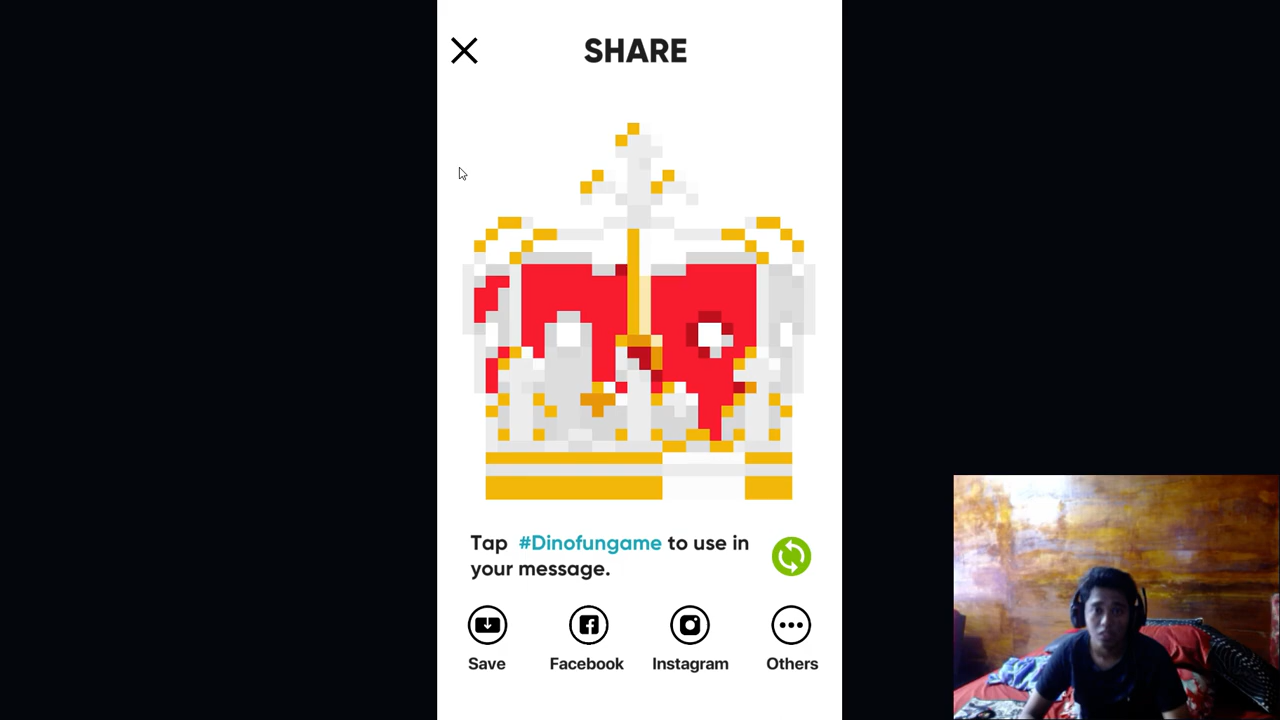 SHARE
Tap #Dinofungame to use in
your message.
Save Facebook Instagram Others